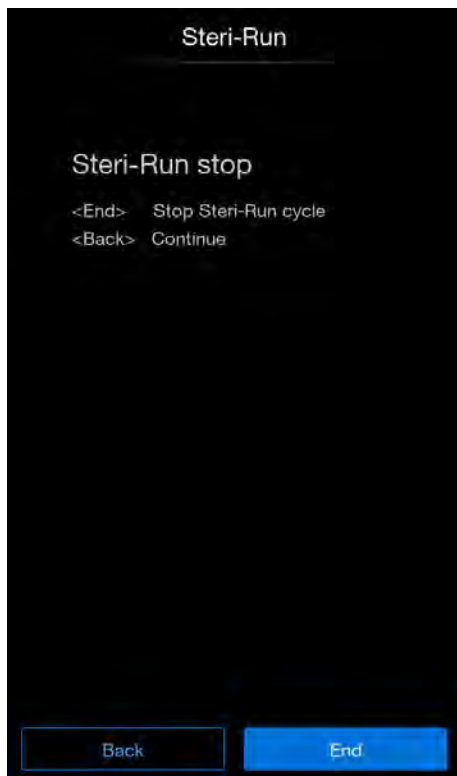 Steri-Run
Steri-Run stop
<End> Stop Steri-Run cycle
<Back> Continue
Back End